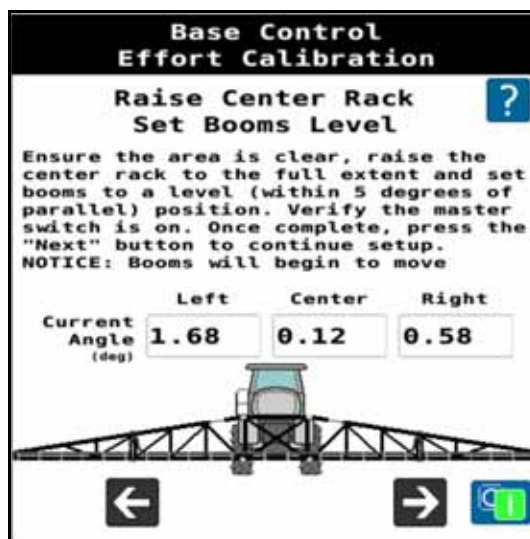 Base Control
Effort Calibration
Raise Center Rack
Set Booms Level
?
Ensure the area is clear, raise the
center rack to the full extent and set
booms to a level (within 5 degrees of
parallel) position. Verify the master
switch is on. Once complete, press the
"Next" button to continue setup.
NOTICE: Booms will begin to move
Left Center Right
Current
Angle 1.68 0.12 0.58
(deg)